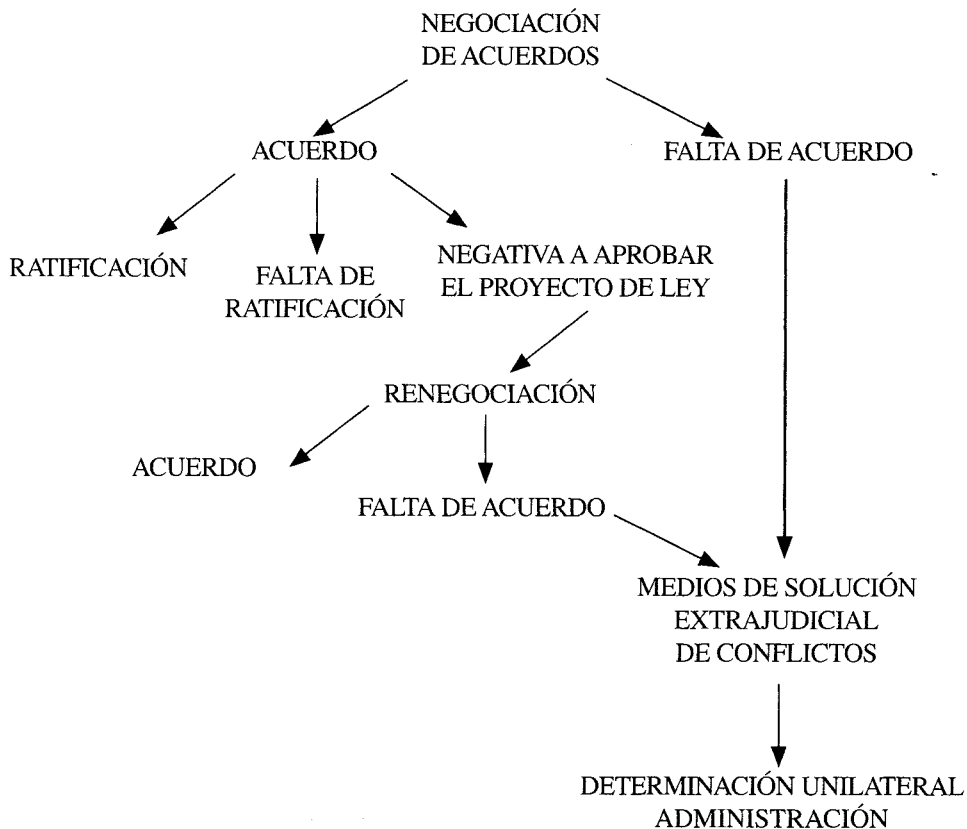 NEGOCIACIÓN
DE ACUERDOS
ACUERDO
FALTA DE ACUERDO
RATIFICACIÓN
FALTA DE
RATIFICACIÓN
NEGATIVA A APROBAR
EL PROYECTO DE LEY
RENEGOCIACIÓN
ACUERDO
FALTA DE ACUERDO
MEDIOS DE SOLUCIÓN
EXTRAJUDICIAL
DE CONFLICTOS
DETERMINACIÓN UNILATERAL
ADMINISTRACIÓN